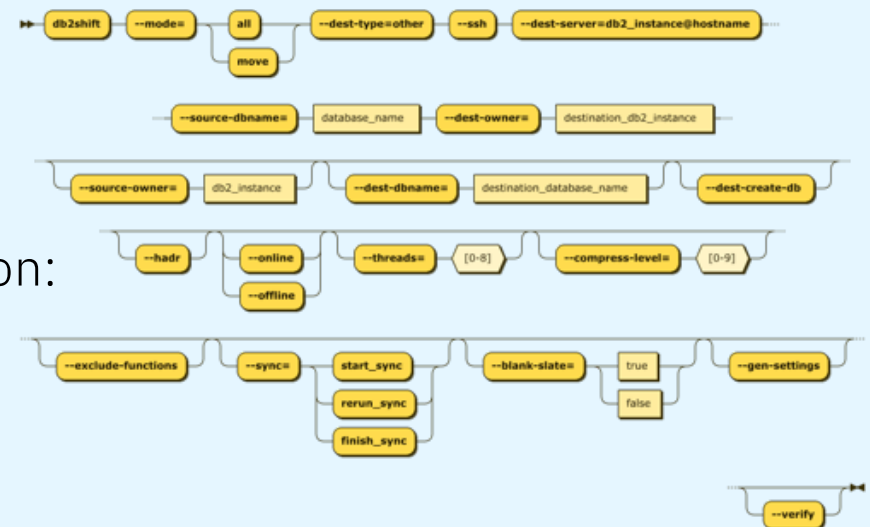 db2shift --mode= all --dest-type=other --ssh --dest-server=db2_instance@hostname
move
--source-dbname= database_name --dest-owner= destination_db2_instance
--source-owner= db2_instance --dest-dbname= destination_database_name --dest-create-db
on:
--hadr --online --threads= [0-8] --compress-level= [0-9]
--offline
--exclude-functions --sync= start_sync --blank-slate= true --gen-settings
rerun_sync false
finish_sync
--verify